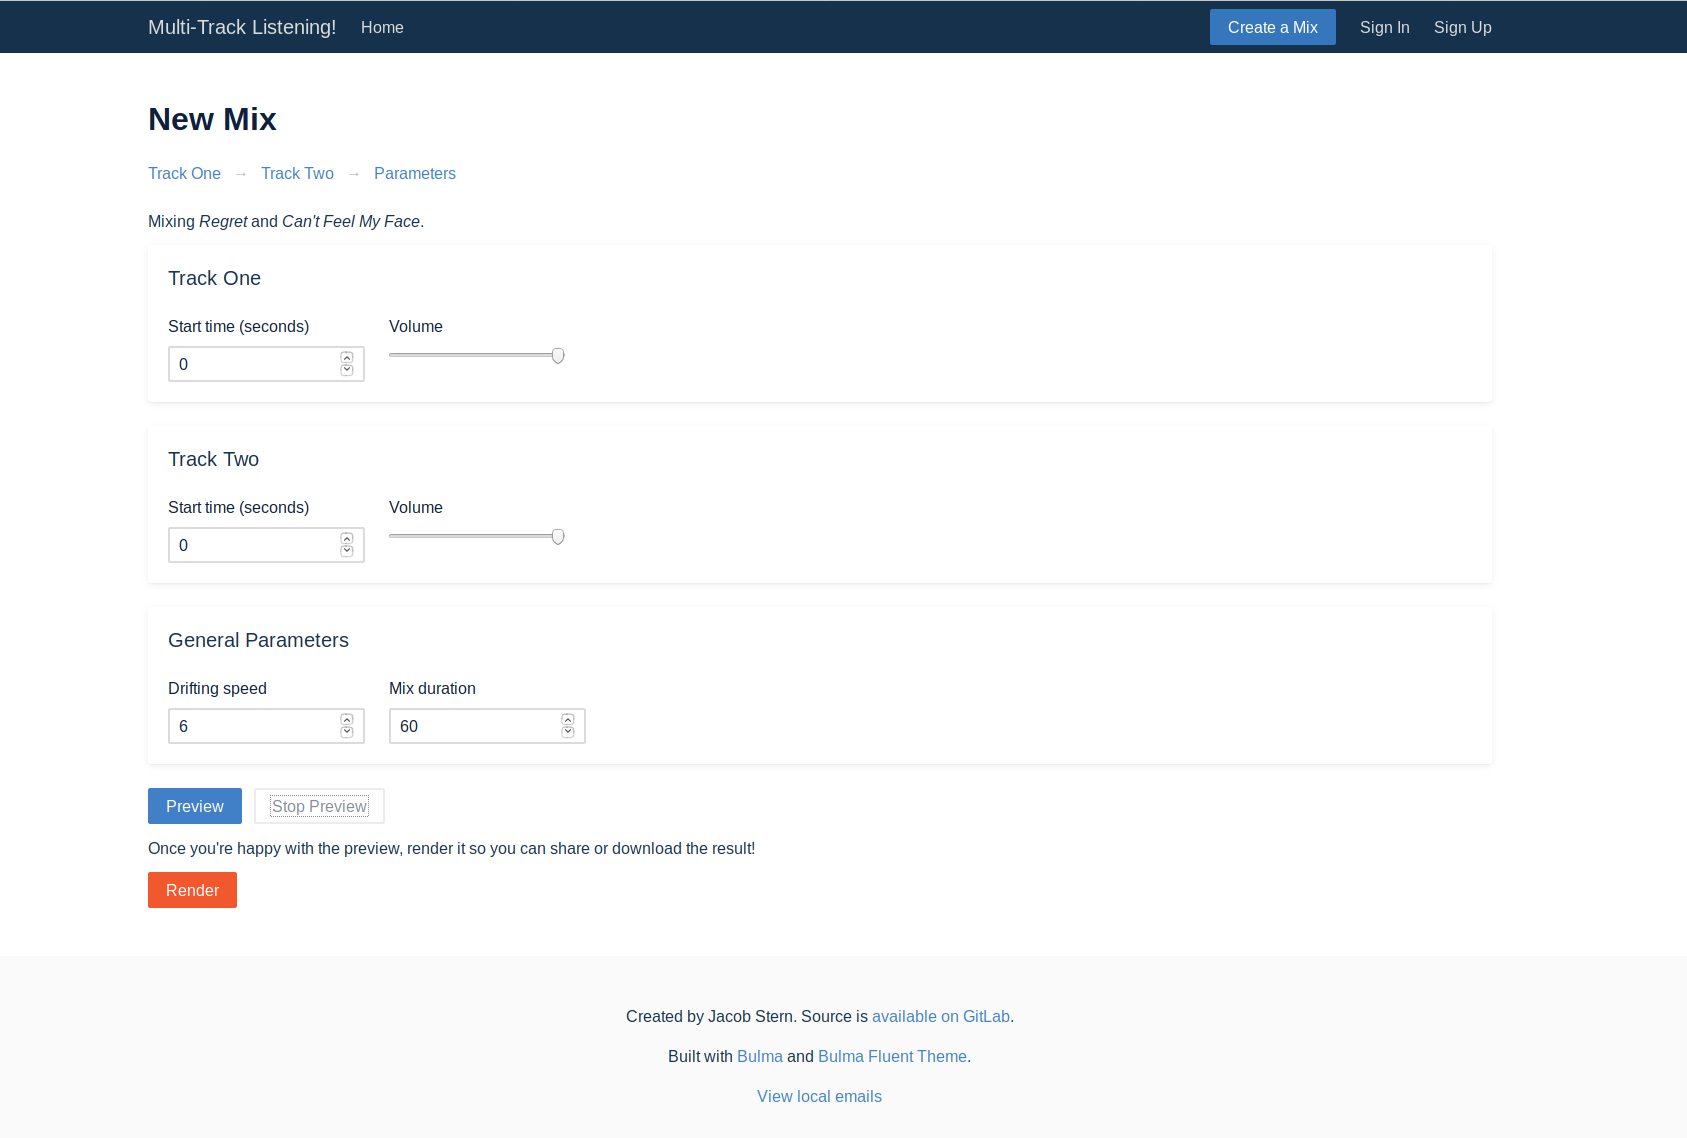 Multi-Track Listening! Home Create a Mix Sign In Sign Up
New Mix
Track One → Track Two → Parameters
Mixing Regret and Can't Feel My Face.
Track One
Start time (seconds) Volume
0
Track Two
Start time (seconds) Volume
0
General Parameters
Drifting speed Mix duration
6 60
Preview Stop Preview
Once you're happy with the preview, render it so you can share or download the result!
Render
Created by Jacob Stern. Source is available on GitLab.
Built with Bulma and Bulma Fluent Theme.
View local emails